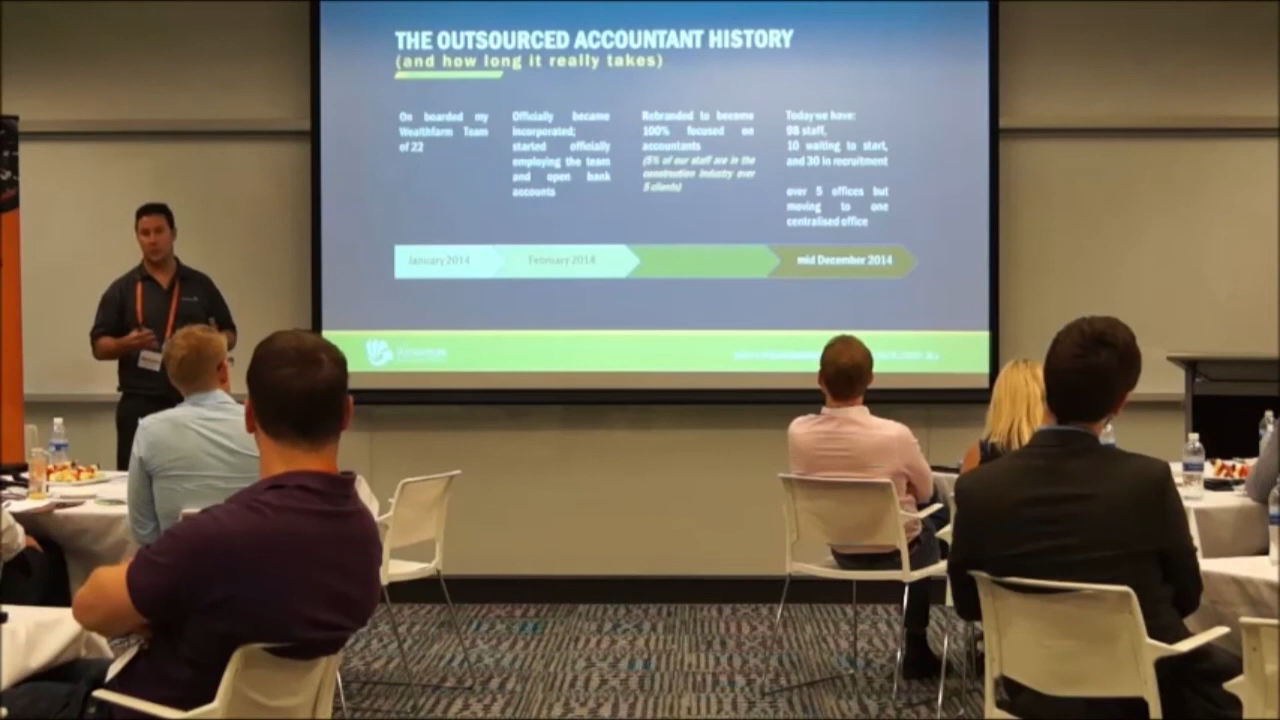 THE OUTSOURCED ACCOUNTANT HISTORY
(and how long it really takes)
On boarded my
Wealthfarm Team
of 22
Officially became
incorporated;
started officially
employing the team
and open bank
accounts
Rebranded to become
100% focused on
accountants
(5% of our staff are in the
construction industry over
5 clients)
Today we have:
98 staff,
10 waiting to start,
and 30 in recruitment
over 5 offices but
moving to one
centralised office
January 2014
February 2014
mid December 2014